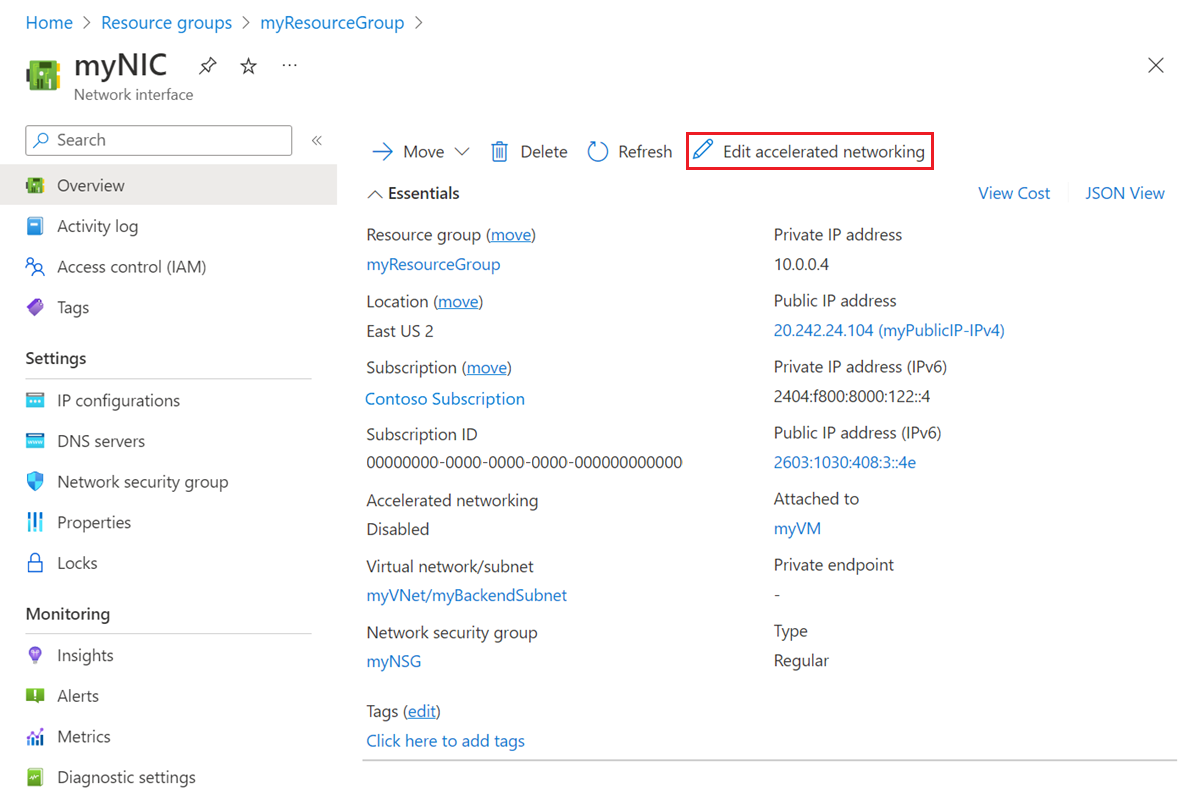 Home > Resource groups > myResourceGroup >
myNIC ...
Network interface
Search «
Overview
Activity log
Access control (IAM)
Tags
Settings
IP configurations
DNS servers
Network security group
Properties
Locks
Monitoring
Insights
Alerts
Metrics
Diagnostic settings
Move Delete Refresh Edit accelerated networking
Essentials View Cost JSON View
Resource group (move)
myResourceGroup
Location (move)
East US 2
Subscription (move)
Contoso Subscription
Subscription ID
00000000-0000-0000-0000-000000000000
Accelerated networking
Disabled
Virtual network/subnet
myVNet/myBackendSubnet
Network security group
myNSG
Private IP address
10.0.0.4
Public IP address
20.242.24.104 (myPublicIP-IPv4)
Private IP address (IPv6)
2404:f800:8000:122::4
Public IP address (IPv6)
2603:1030:408:3::4e
Attached to
myVM
Private endpoint
-
Type
Regular
Tags (edit)
Click here to add tags